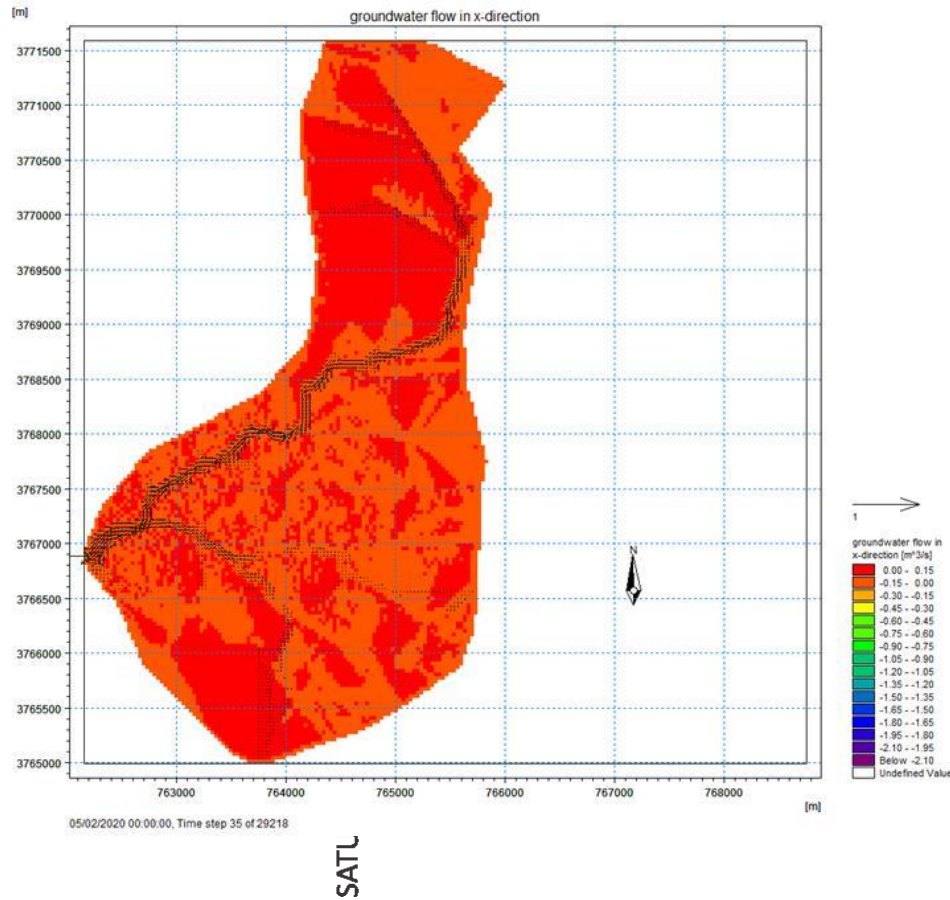 [m]
groundwater flow in x-direction
3771500
3771000
3770500
3770000
3769500
3769000
3768500
3768000
3767500
3767000
3766500
3766000
3765500
3765000
763000 764000 765000 766000 767000 768000
[m]
N
1
groundwater flow in
x-direction [m^3/s]
0.00 - 0.15
-0.15 - 0.00
-0.30 - -0.15
-0.45 - -0.30
-0.60 - -0.45
-0.75 - -0.60
-0.90 - -0.75
-1.05 - -0.90
-1.20 - -1.05
-1.35 - -1.20
-1.50 - -1.35
-1.65 - -1.50
-1.80 - -1.65
-1.95 - -1.80
-2.10 - -1.95
Below -2.10
Undefined Value
05/02/2020 00:00:00, Time step 35 of 29218